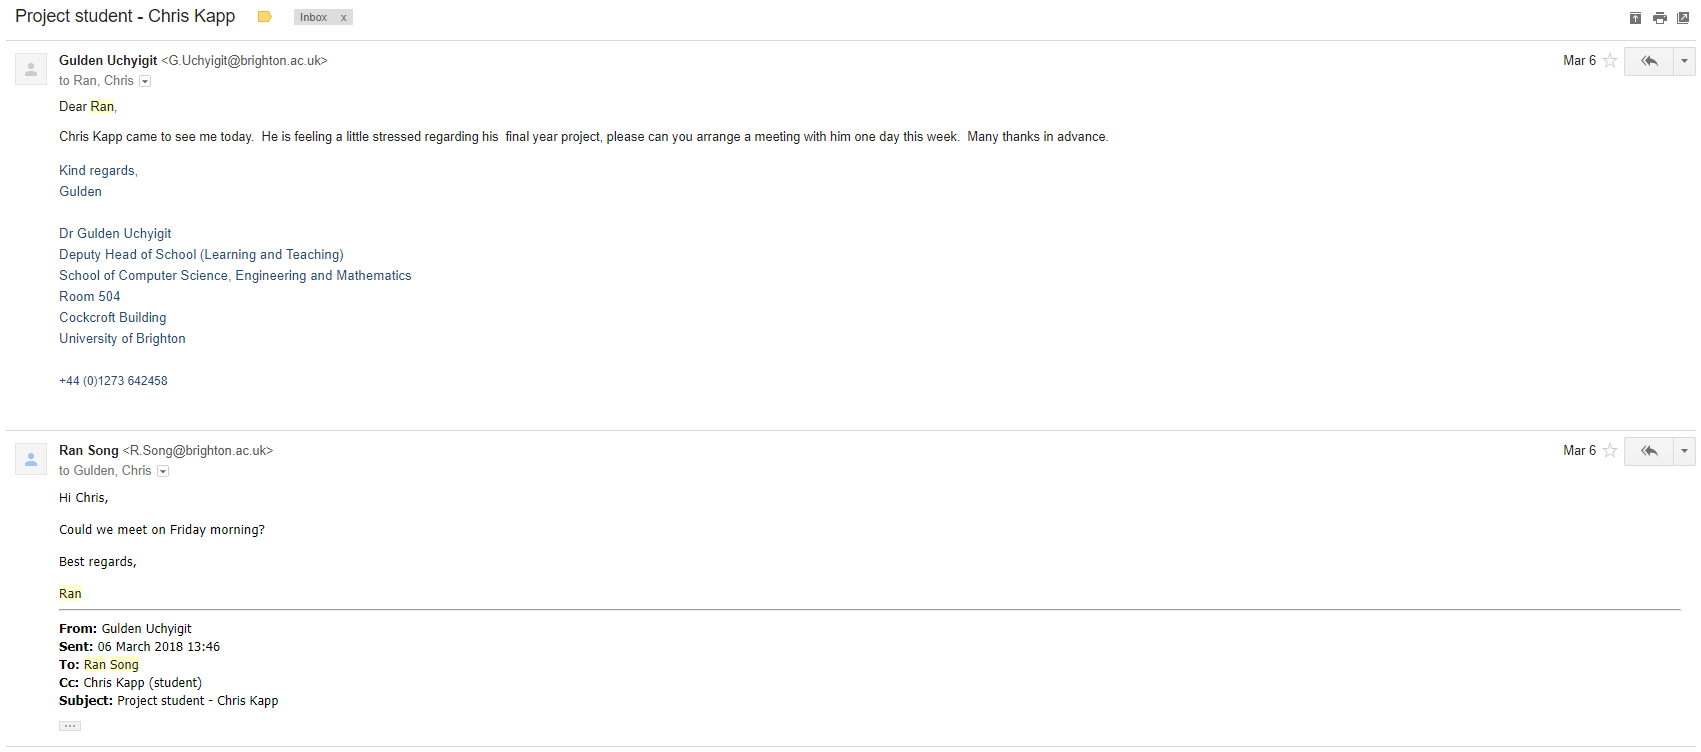 Project student - Chris Kapp
Inbox x
Gulden Uchyigit <G.Uchyigit@brighton.ac.uk>
Mar 6
to Ran, Chris
Dear Ran,
Chris Kapp came to see me today.  He is feeling a little stressed regarding his  final year project, please can you arrange a meeting with him one day this week.  Many thanks in advance.
Kind regards,
Gulden
Dr Gulden Uchyigit
Deputy Head of School (Learning and Teaching)
School of Computer Science, Engineering and Mathematics
Room 504
Cockcroft Building
University of Brighton
+44 (0)1273 642458
Ran Song <R.Song@brighton.ac.uk>
Mar 6
to Gulden, Chris
Hi Chris,
Could we meet on Friday morning?
Best regards,
Ran
From: Gulden Uchyigit
Sent: 06 March 2018 13:46
To: Ran Song
Cc: Chris Kapp (student)
Subject: Project student - Chris Kapp